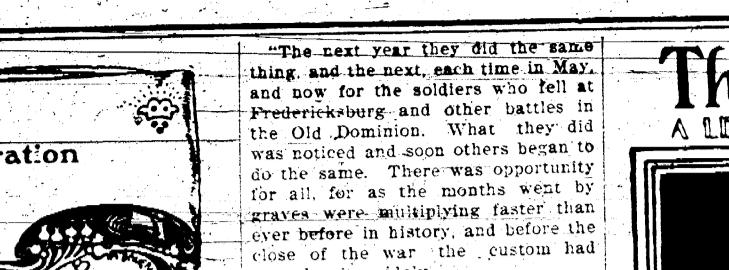 ration
"The next year they did the same
thing, and the next, each time in May,
and now for the soldiers who fell at
Fredericksburg and other battles in
the Old Dominion. What they did
was noticed and soon others began to
do the same. There was opportunity
for all, for as the months went by
graves were multiplying faster than
ever before in history, and before the
close of the war the custom had
Th
A LI